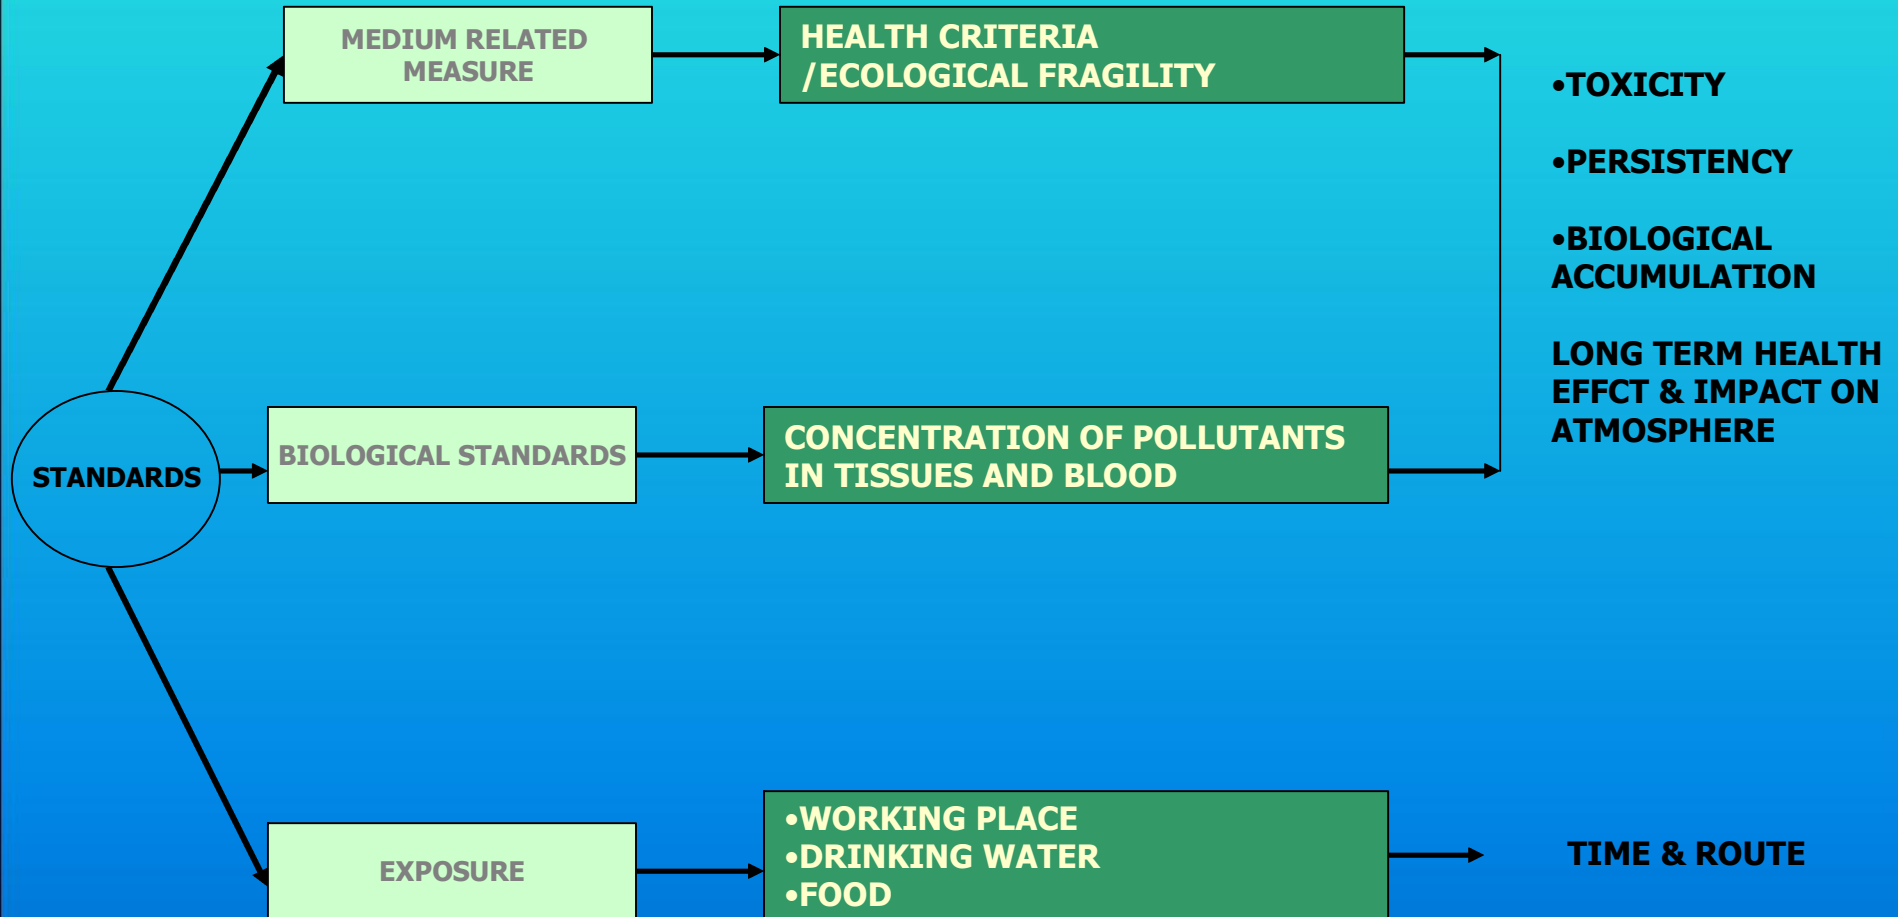 MEDIUM RELATED
MEASURE
HEALTH CRITERIA
/ECOLOGICAL FRAGILITY
•TOXICITY
•PERSISTENCY
•BIOLOGICAL
ACCUMULATION
LONG TERM HEALTH
EFFCT & IMPACT ON
ATMOSPHERE
STANDARDS
BIOLOGICAL STANDARDS
CONCENTRATION OF POLLUTANTS
IN TISSUES AND BLOOD
EXPOSURE
•WORKING PLACE
•DRINKING WATER
•FOOD
TIME & ROUTE